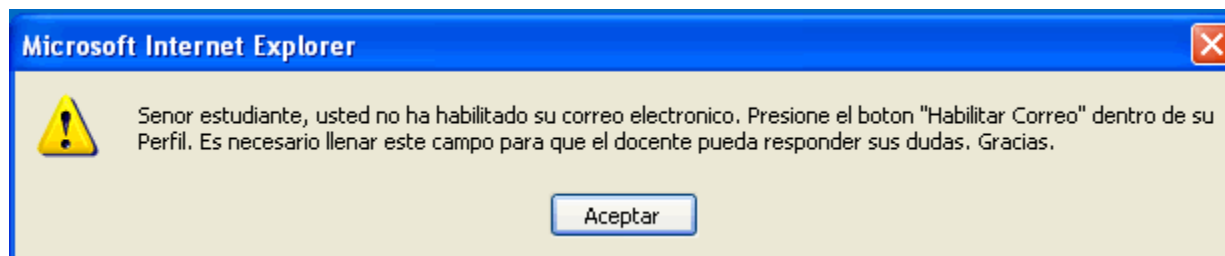 Microsoft Internet Explorer
Senor estudiante, usted no ha habilitado su correo electronico. Presione el boton "Habilitar Correo" dentro de su
Perfil. Es necesario llenar este campo para que el docente pueda responder sus dudas. Gracias.
Aceptar